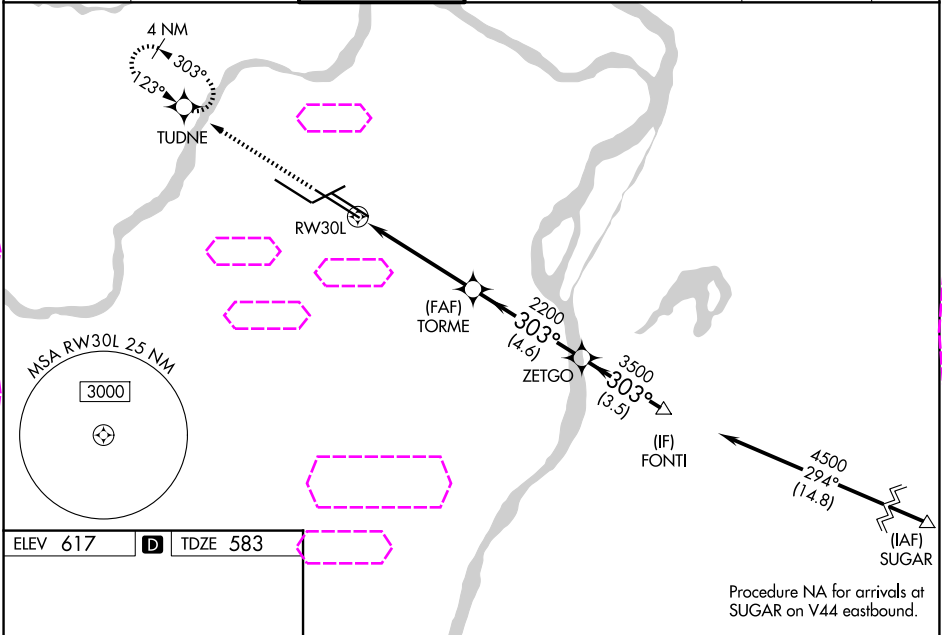 4 NM
303°
123°
TUDNE
RW30L
(FAF)
TORME
2200
303°
(4.6)
ZETGO
3500
303°
(3.5)
(IF)
FONTI
4500
294°
(14.8)
(IAF)
SUGAR
MSA RW30L 25 NM
3000
ELEV 617 D TDZE 583
Procedure NA for arrivals at
SUGAR on V44 eastbound.